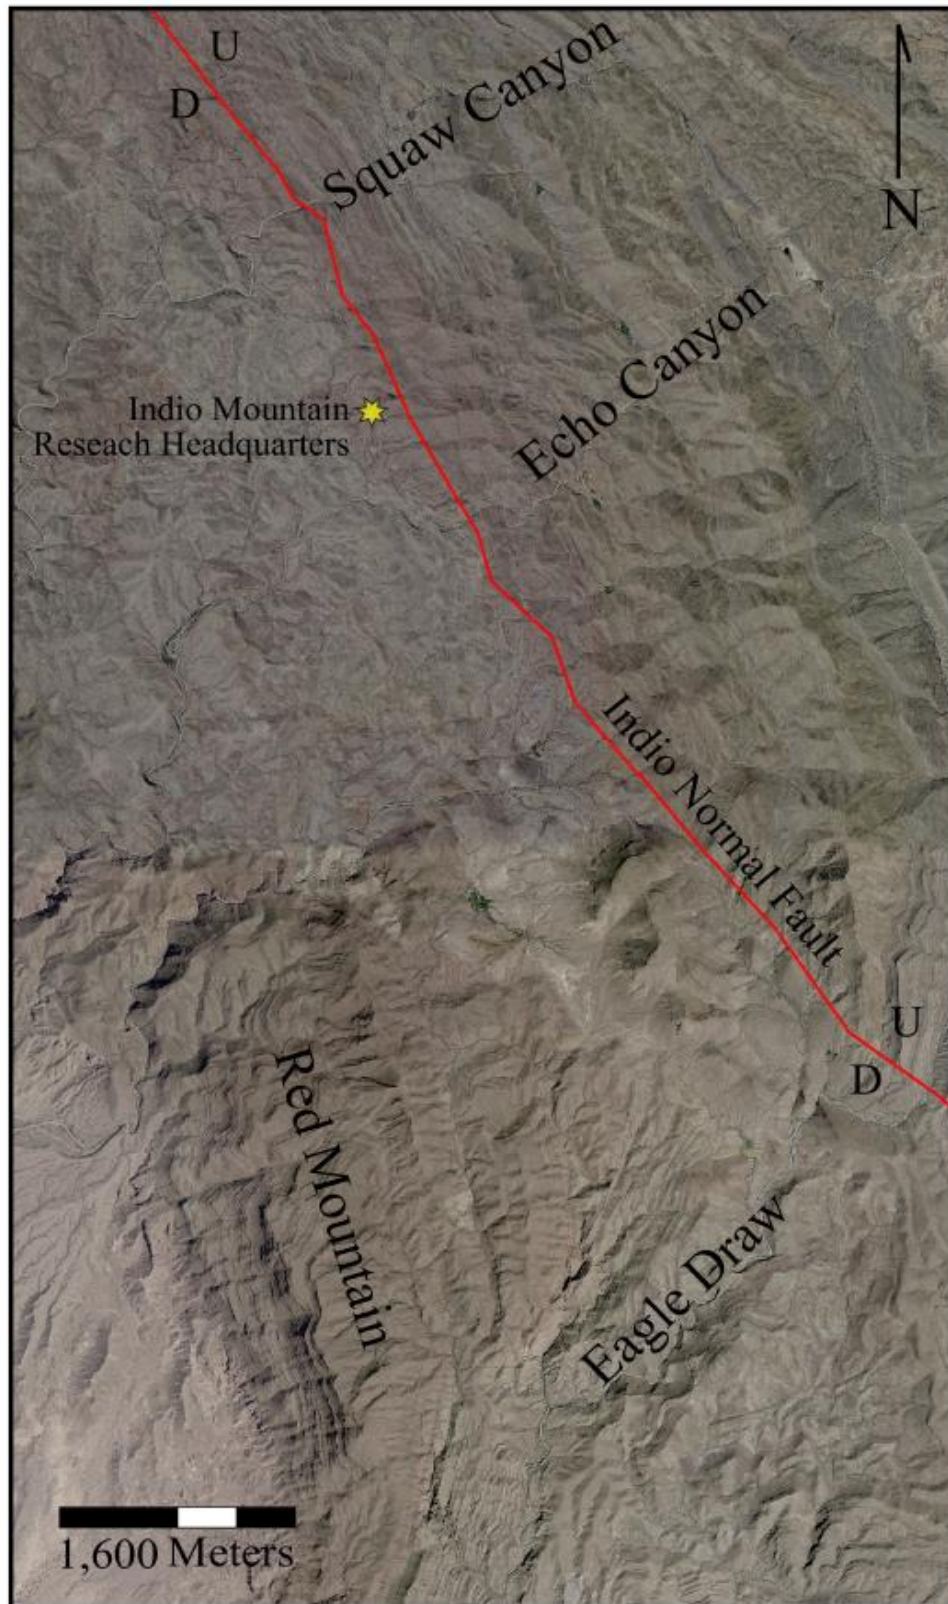 U
D
Squaw Canyon
N
Echo Canyon
Indio Mountain
Reseach Headquarters
Indio Normal Fault
U
D
Red Mountain
Eagle Draw
1,600 Meters